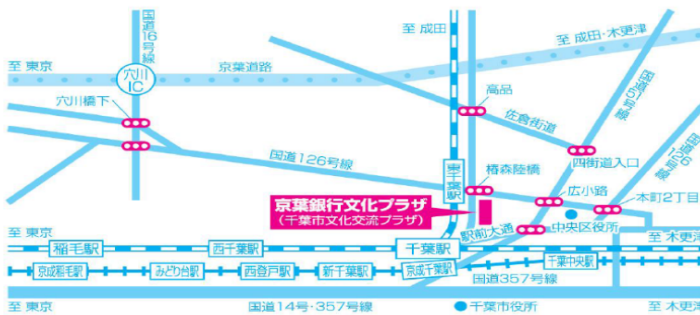 国道16号線
至 成田
至 成田・木更津
至 東京
穴川IC
京葉道路
穴川橋下
高品
佐倉街道
国道51号線
四街道入口
国道126号線
東千葉駅
椿森陸橋
広小路
本町2丁目
京葉銀行文化プラザ
(千葉市文化交流プラザ)
駅前大通
中央区役所
至 東京
稲毛駅
西千葉駅
千葉駅
至 木更津
京成稲毛駅
みどり台駅
西登戸駅
新千葉駅
京成千葉駅
千葉中央駅
国道357号線
至 東京
国道14号・357号線
千葉市役所
至 木更津